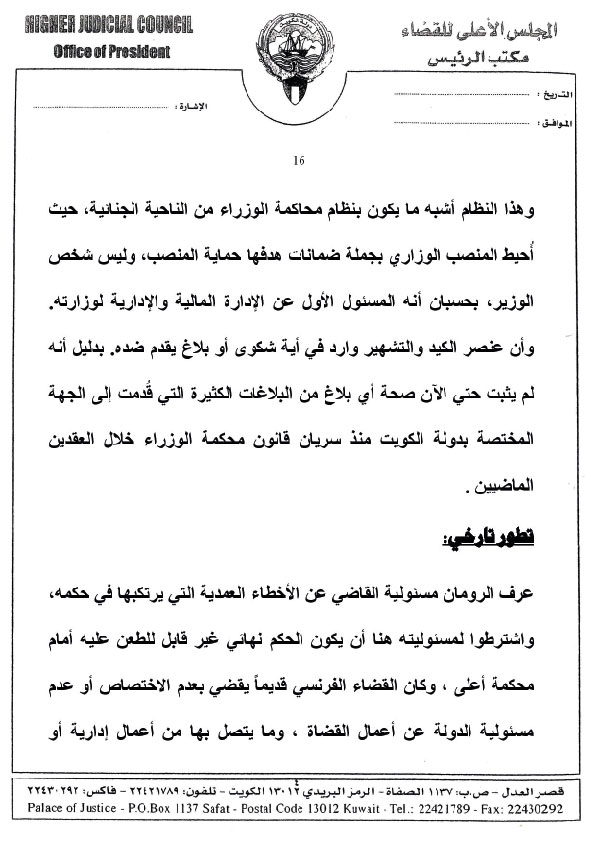 HIGHER JUDICIAL COUNCIL
Office of President
المجلس الأعلى للقضاء
مكتب الرئيس
التاريخ :
الموافق :
الإشارة :
16
وهذا النظام أشبه ما يكون بنظام محاكمة الوزراء من الناحية الجنائية، حيث
أُحيط المنصب الوزاري بجملة ضمانات هدفها حماية المنصب، وليس شخص
الوزير، بحسبان أنه المسئول الأول عن الإدارة المالية والإدارية لوزارته.
وأن عنصر الكيد والتشهير وارد في أية شكوى أو بلاغ يقدم ضده. بدليل أنه
لم يثبت حتي الآن صحة أي بلاغ من البلاغات الكثيرة التي قُدمت إلى الجهة
المختصة بدولة الكويت منذ سريان قانون محكمة الوزراء خلال العقدين
الماضيين .
تطور تارخي:
عرف الرومان مسئولية القاضي عن الأخطاء العمدية التي يرتكبها في حكمه،
واشترطوا لمسئوليته هنا أن يكون الحكم نهائي غير قابل للطعن عليه أمام
محكمة أعلى ، وكان القضاء الفرنسي قديماً يقضي بعدم الاختصاص أو عدم
مسئولية الدولة عن أعمال القضاة ، وما يتصل بها من أعمال إدارية أو
قصر العدل - ص.ب: ١١٣٧ الصفاة - الرمز البريدي ١٣٠١٢ الكويت - تلفون: ٢٢٤٢١٧٨٩ - فاكس: ٢٢٤٣٠٢٩٢
Palace of Justice - P.O.Box 1137 Safat - Postal Code 13012 Kuwait - Tel.: 22421789 - Fax: 22430292